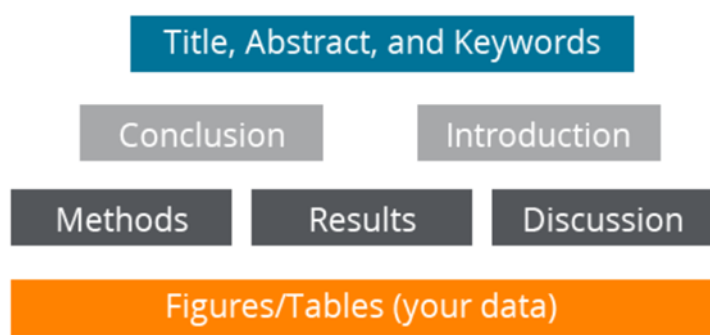 Title, Abstract, and Keywords
Conclusion
Introduction
Methods
Results
Discussion
Figures/Tables (your data)